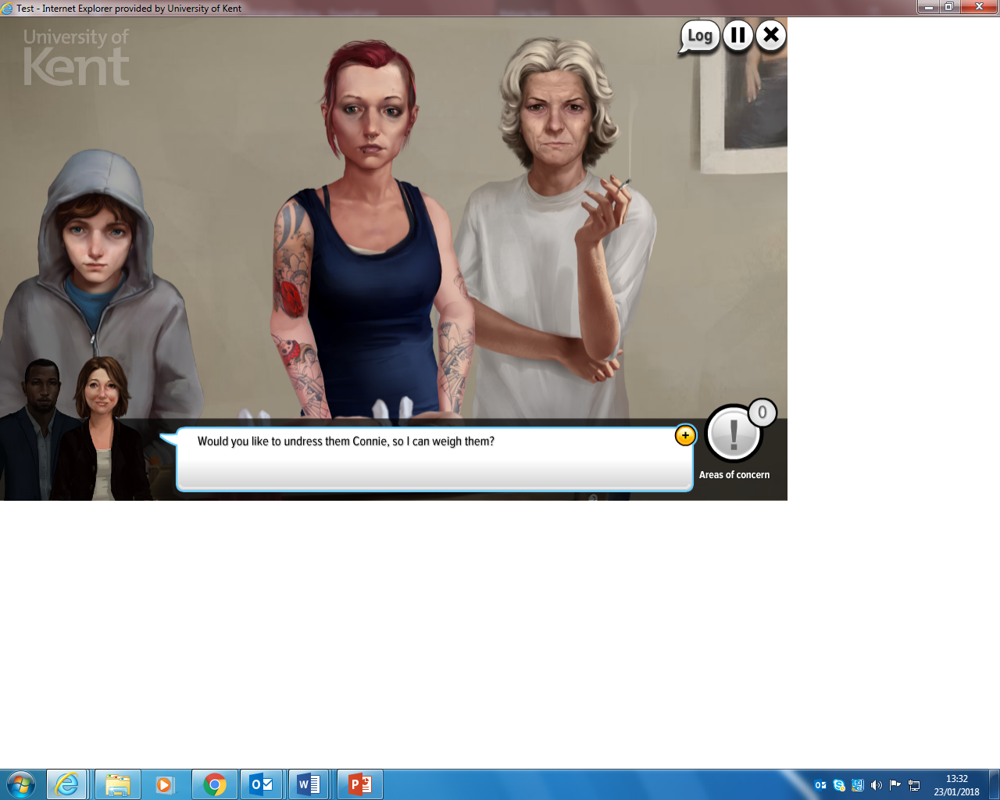 Test - Internet Explorer provided by University of Kent
University of
Kent
Log
Would you like to undress them Connie, so I can weigh them?
0
Areas of concern
13:32
23/01/2018